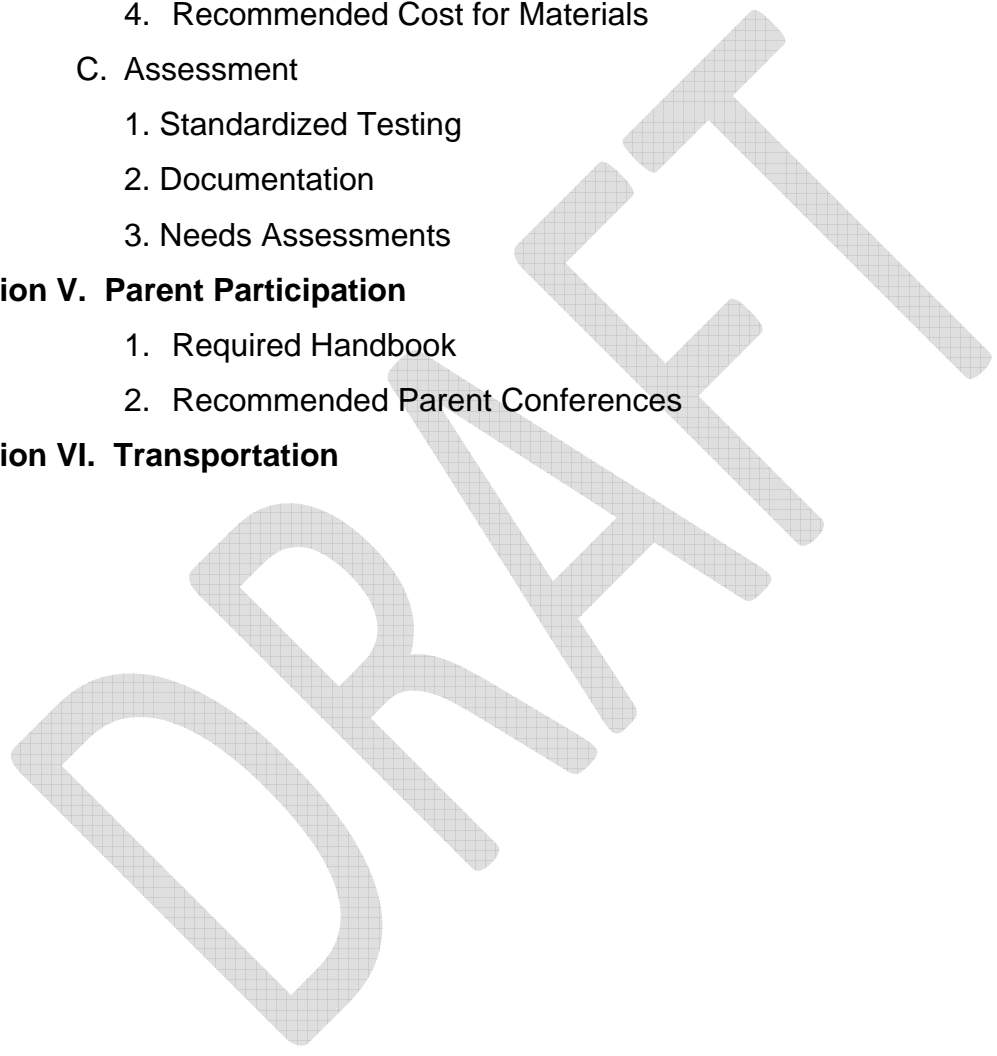 4. Recommended Cost for Materials
C. Assessment
1. Standardized Testing
2. Documentation
3. Needs Assessments
ion V. Parent Participation
1. Required Handbook
2. Recommended Parent Conferences
ion VI. Transportation
DRAFT